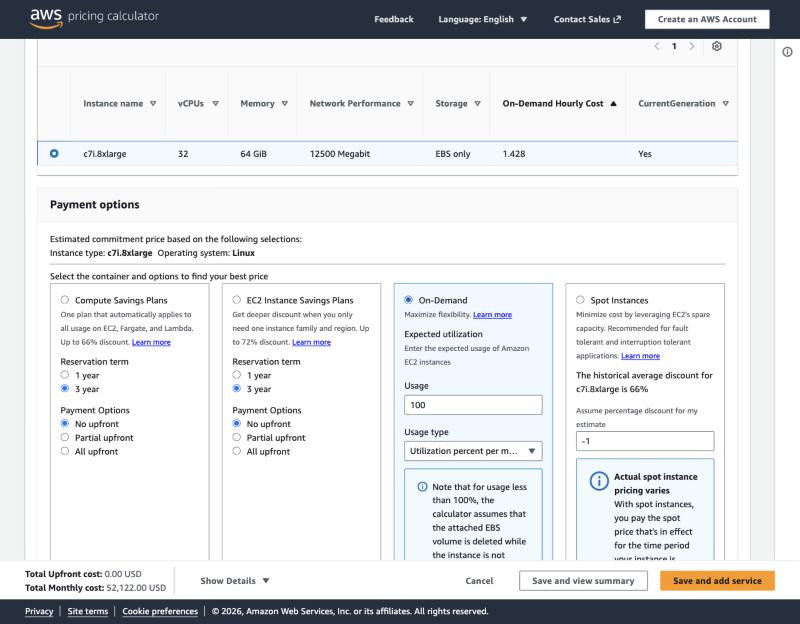 aws pricing calculator
Feedback Language: English Contact Sales Create an AWS Account
1
Instance name vCPUs Memory Network Performance Storage On-Demand Hourly Cost CurrentGeneration
c7i.8xlarge 32 64 GiB 12500 Megabit EBS only 1.428 Yes
Payment options
Estimated commitment price based on the following selections:
Instance type: c7i.8xlarge Operating system: Linux
Select the container and options to find your best price
Compute Savings Plans
One plan that automatically applies to
all usage on EC2, Fargate, and Lambda.
Up to 66% discount. Learn more
Reservation term
1 year
3 year
Payment Options
No upfront
Partial upfront
All upfront
EC2 Instance Savings Plans
Get deeper discount when you only
need one instance family and region. Up
to 72% discount. Learn more
Reservation term
1 year
3 year
Payment Options
No upfront
Partial upfront
All upfront
On-Demand
Maximize flexibility. Learn more
Expected utilization
Enter the expected usage of Amazon
EC2 instances
Usage
100
Usage type
Utilization percent per m...
Note that for usage less
than 100%, the
calculator assumes that
the attached EBS
volume is deleted while
the instance is not
Spot Instances
Minimize cost by leveraging EC2's spare
capacity. Recommended for fault
tolerant and interruption tolerant
applications. Learn more
The historical average discount for
c7i.8xlarge is 66%
Assume percentage discount for my
estimate
-1
Actual spot instance
pricing varies
With spot instances,
you pay the spot
price that's in effect
for the time period
your instance is
Total Upfront cost: 0.00 USD
Total Monthly cost: 52,122.00 USD
Show Details
Cancel
Save and view summary
Save and add service
Privacy | Site terms | Cookie preferences | © 2026, Amazon Web Services, Inc. or its affiliates. All rights reserved.